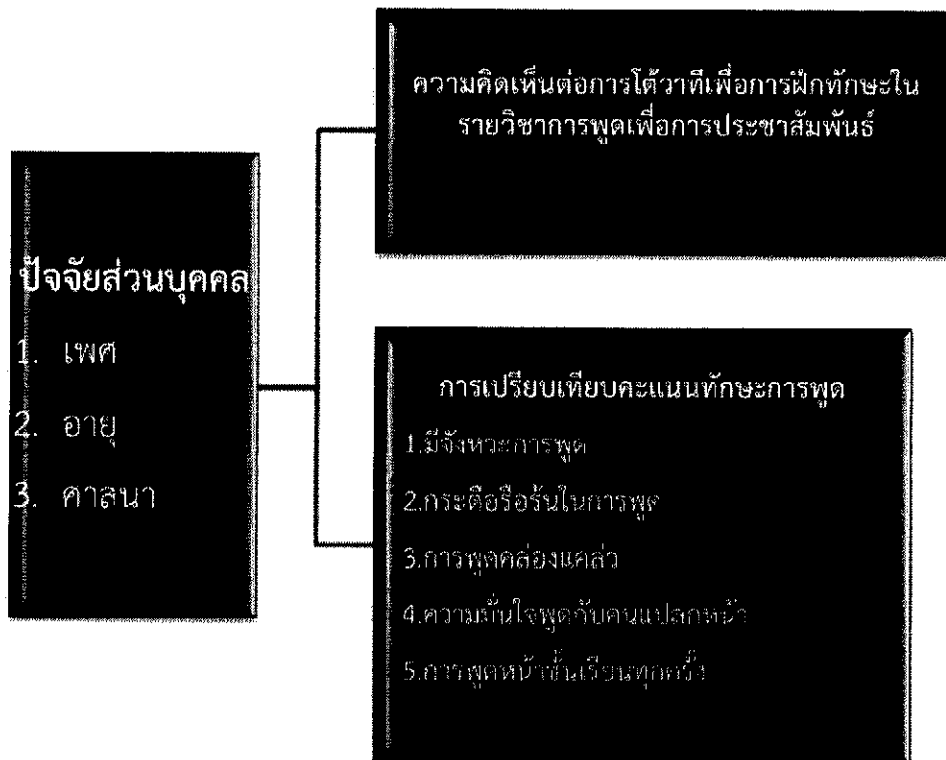 ความคิดเห็นต่อการโต้วาทีเพื่อการฝึกทักษะใน
รายวิชาการพูดเพื่อการประชาสัมพันธ์
ปัจจัยส่วนบุคคล
1. เพศ
2. อายุ
3. ศาสนา
การเปรียบเทียบคะแนนทักษะการพูด
1.มีจังหวะการพูด
2.กระตือรือร้นในการพูด
3.การพูดคล่องแคล่ว
4.ความมั่นใจพูดกับคนแปลกหน้า
5.การพูดหน้าชั้นเรียนทุกครั้ง